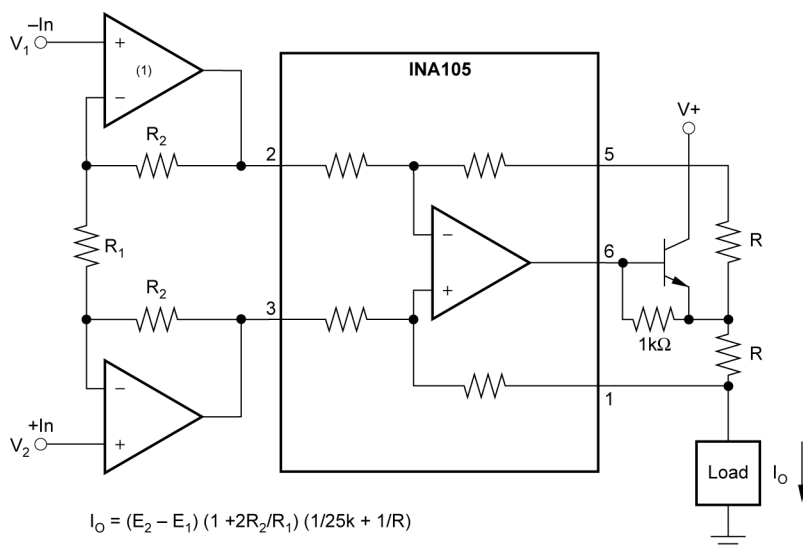 –In
V1
+
(1)
−
R2
R1
R2
−
+
+In
V2
INA105
2
5
−
6
+
3
1
V+
R
1kΩ
R
Load
IO
IO = (E2 – E1) (1 +2R2/R1) (1/25k + 1/R)